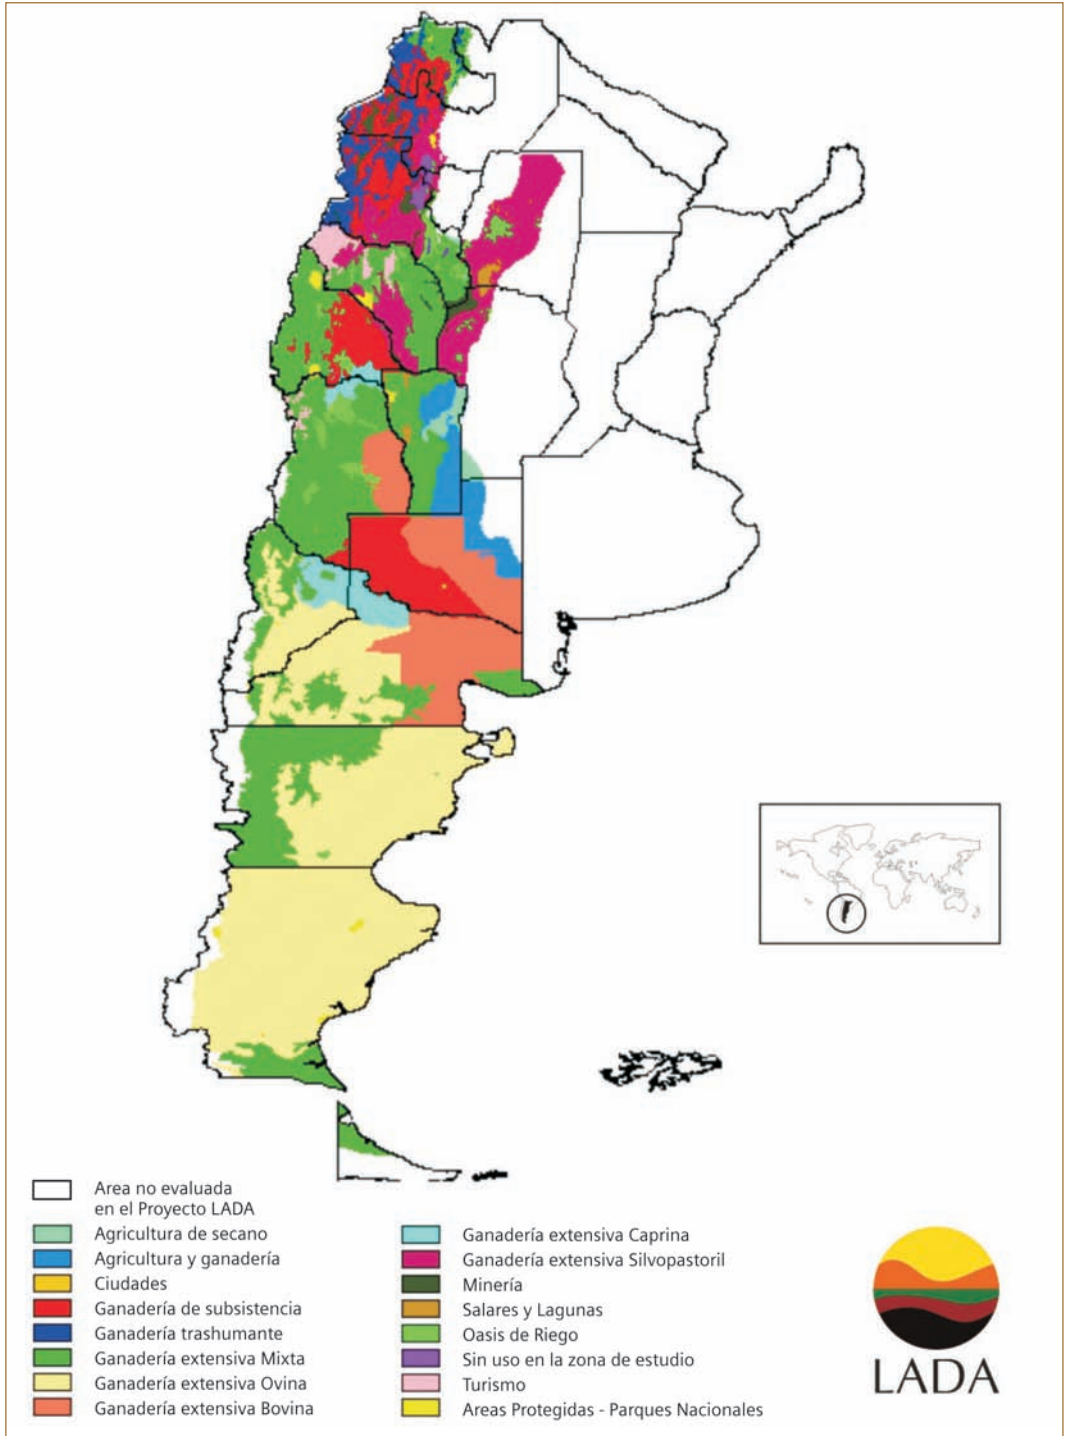 Area no evaluada
en el Proyecto LADA
Agricultura de secano
Agricultura y ganadería
Ciudades
Ganadería de subsistencia
Ganadería trashumante
Ganadería extensiva Mixta
Ganadería extensiva Ovina
Ganadería extensiva Bovina
Ganadería extensiva Caprina
Ganadería extensiva Silvopastoril
Minería
Salares y Lagunas
Oasis de Riego
Sin uso en la zona de estudio
Turismo
Areas Protegidas - Parques Nacionales
LADA